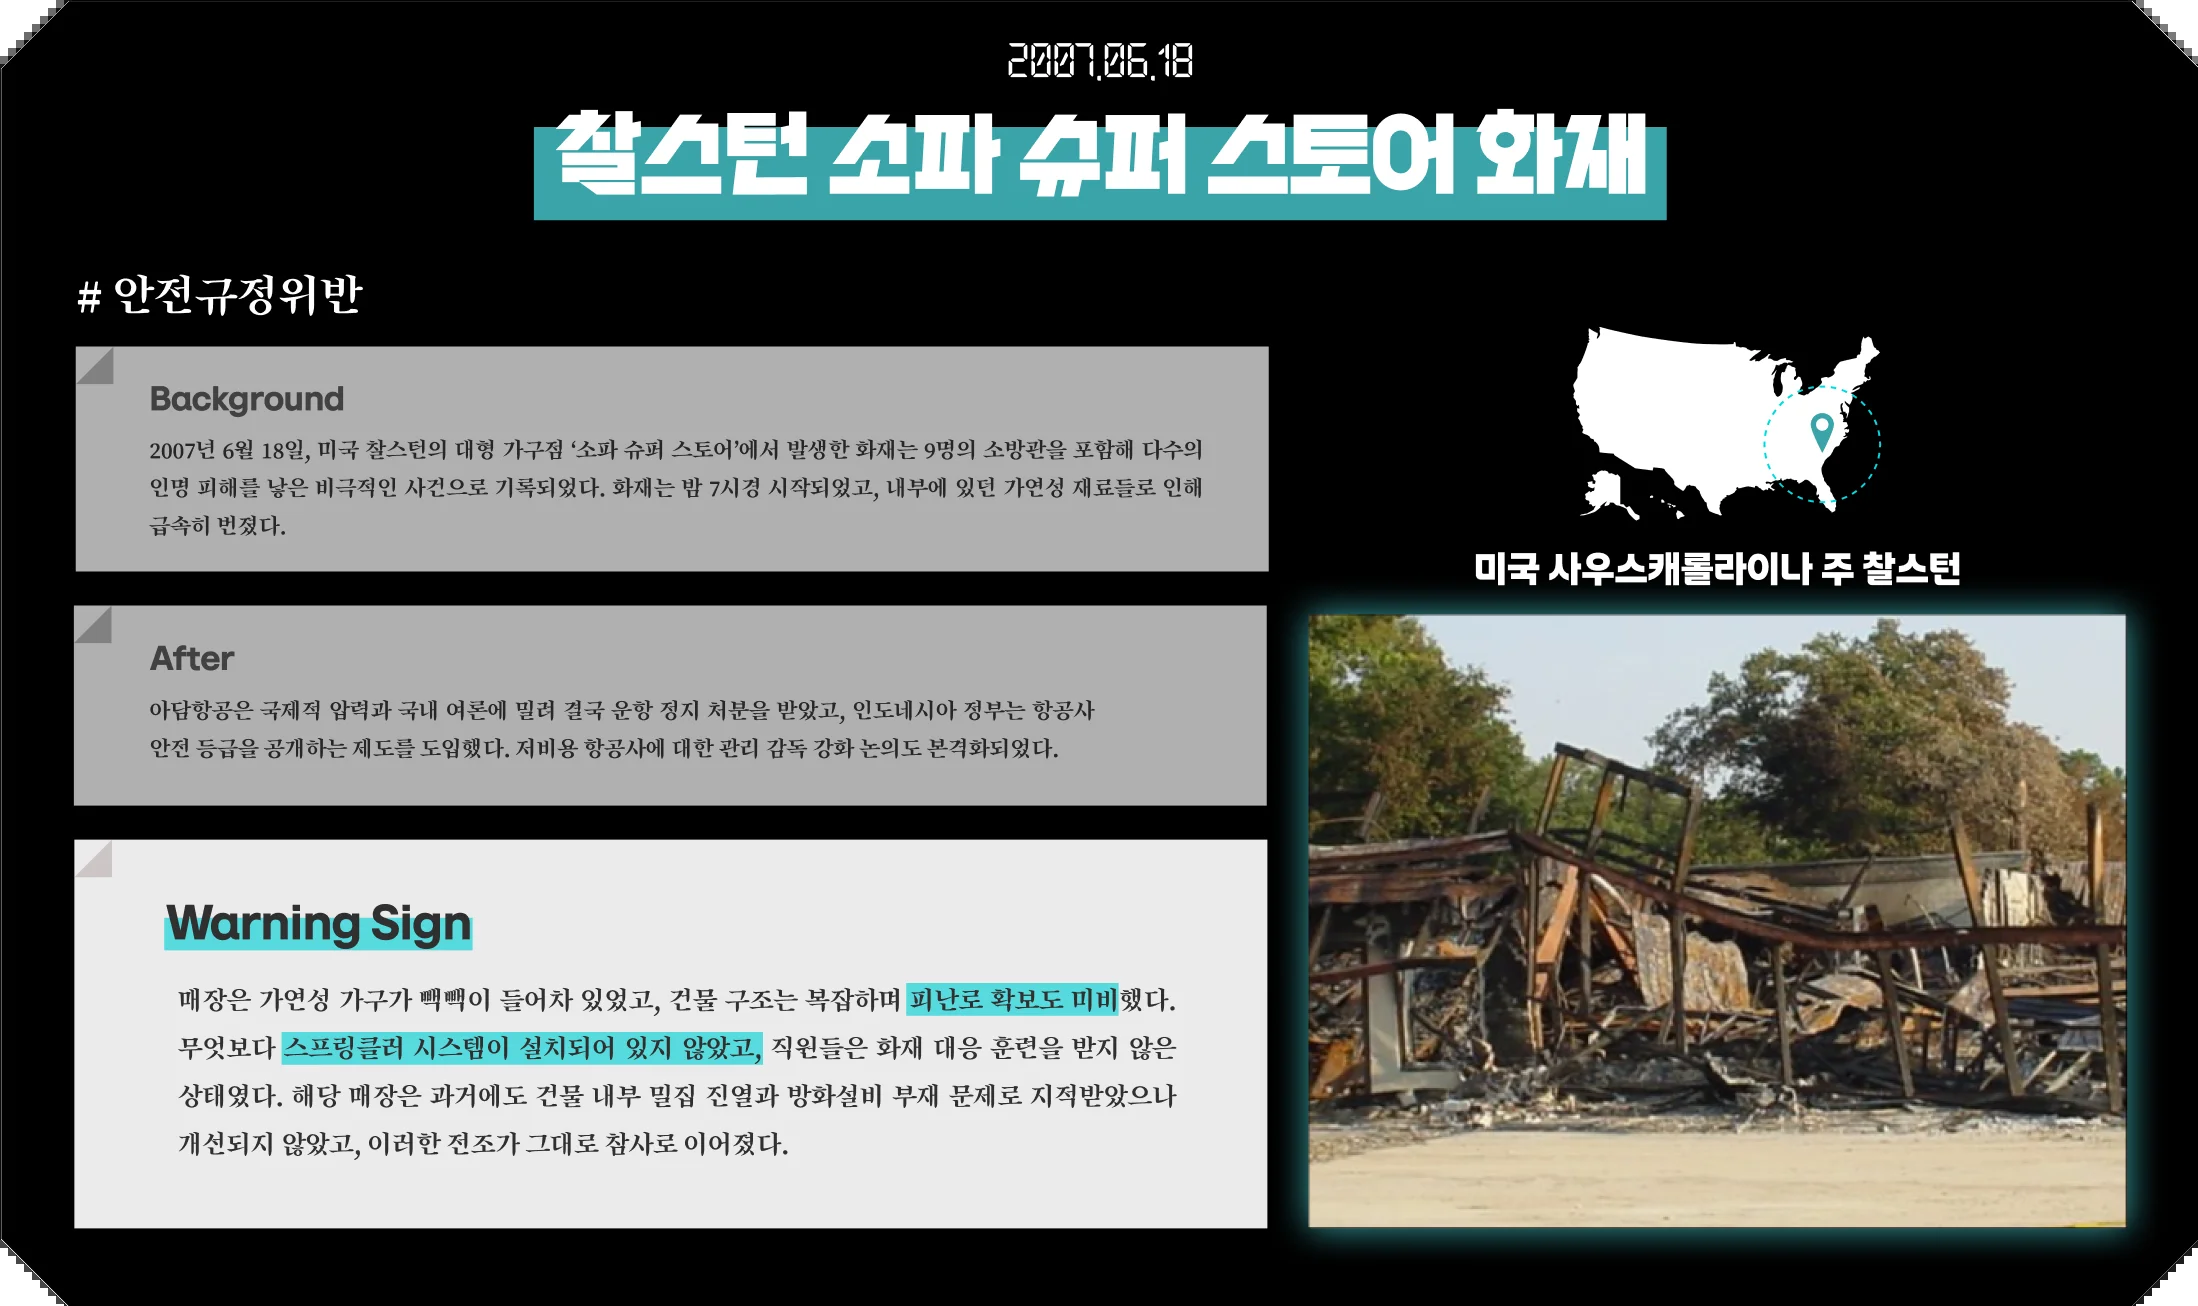 2007.06.18
찰스턴 소파 슈퍼 스토어 화재
# 안전규정위반
Background
2007년 6월 18일, 미국 찰스턴의 대형 가구점 ‘소파 슈퍼 스토어’에서 발생한 화재는 9명의 소방관을 포함해 다수의
인명 피해를 낳은 비극적인 사건으로 기록되었다. 화재는 밤 7시경 시작되었고, 내부에 있던 가연성 재료들로 인해
급속히 번졌다.
After
아담항공은 국제적 압력과 국내 여론에 밀려 결국 운항 정지 처분을 받았고, 인도네시아 정부는 항공사
안전 등급을 공개하는 제도를 도입했다. 저비용 항공사에 대한 관리 감독 강화 논의도 본격화되었다.
Warning Sign
매장은 가연성 가구가 빽빽이 들어차 있었고, 건물 구조는 복잡하며 피난로 확보도 미비했다.
무엇보다 스프링클러 시스템이 설치되어 있지 않았고, 직원들은 화재 대응 훈련을 받지 않은
상태였다. 해당 매장은 과거에도 건물 내부 밀집 진열과 방화설비 부재 문제로 지적받았으나
개선되지 않았고, 이러한 전조가 그대로 참사로 이어졌다.
미국 사우스캐롤라이나 주 찰스턴